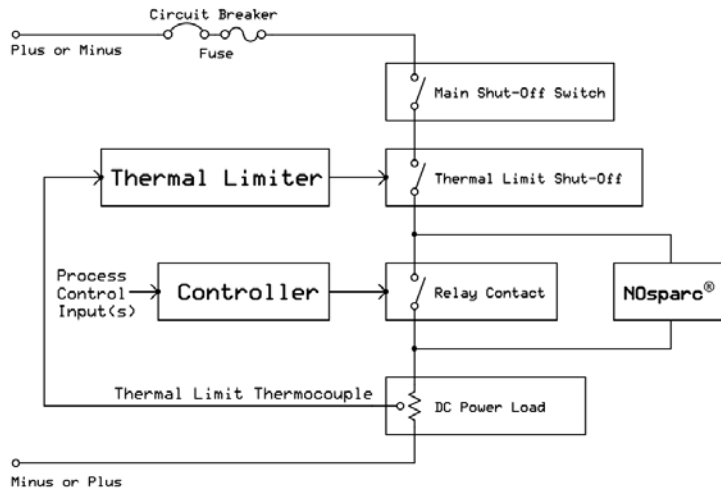 Circuit Breaker
Plus or Minus
Fuse
Main Shut-Off Switch
Thermal Limiter
Thermal Limit Shut-Off
Process
Control
Input(s)
Controller
Relay Contact
NOsparc®
Thermal Limit Thermocouple
DC Power Load
Minus or Plus